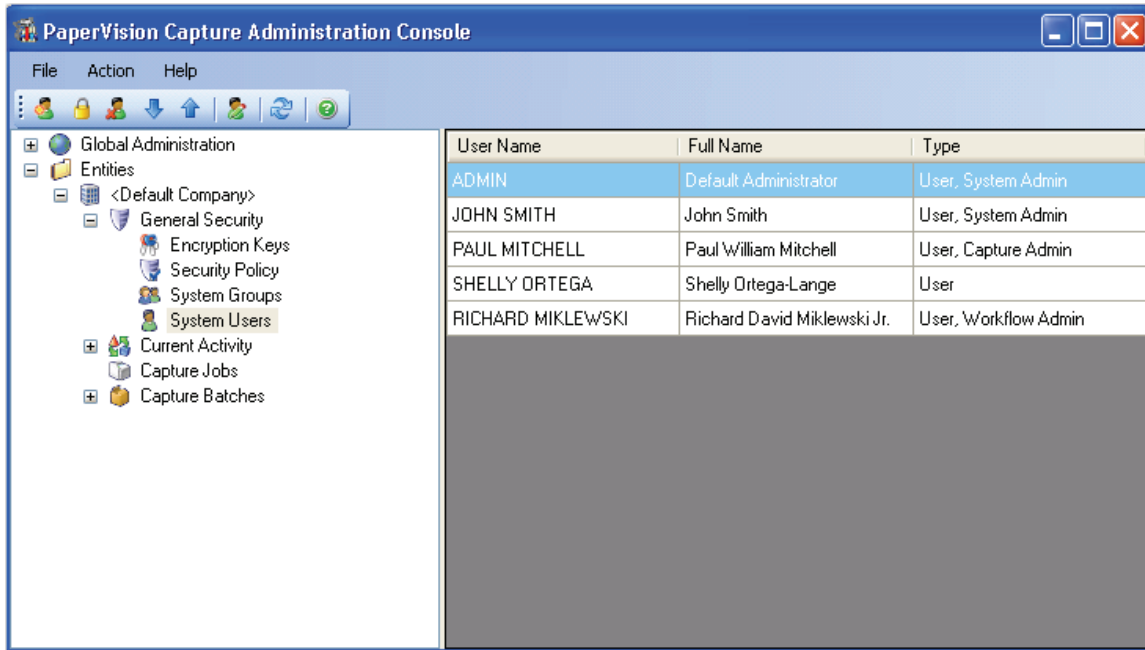 PaperVision Capture Administration Console
File Action Help
Global Administration
Entities
<Default Company>
General Security
Encryption Keys
Security Policy
System Groups
System Users
Current Activity
Capture Jobs
Capture Batches
User Name Full Name Type
ADMIN Default Administrator User, System Admin
JOHN SMITH John Smith User, System Admin
PAUL MITCHELL Paul William Mitchell User, Capture Admin
SHELLY ORTEGA Shelly Ortega-Lange User
RICHARD MIKLEWSKI Richard David Miklewski Jr. User, Workflow Admin